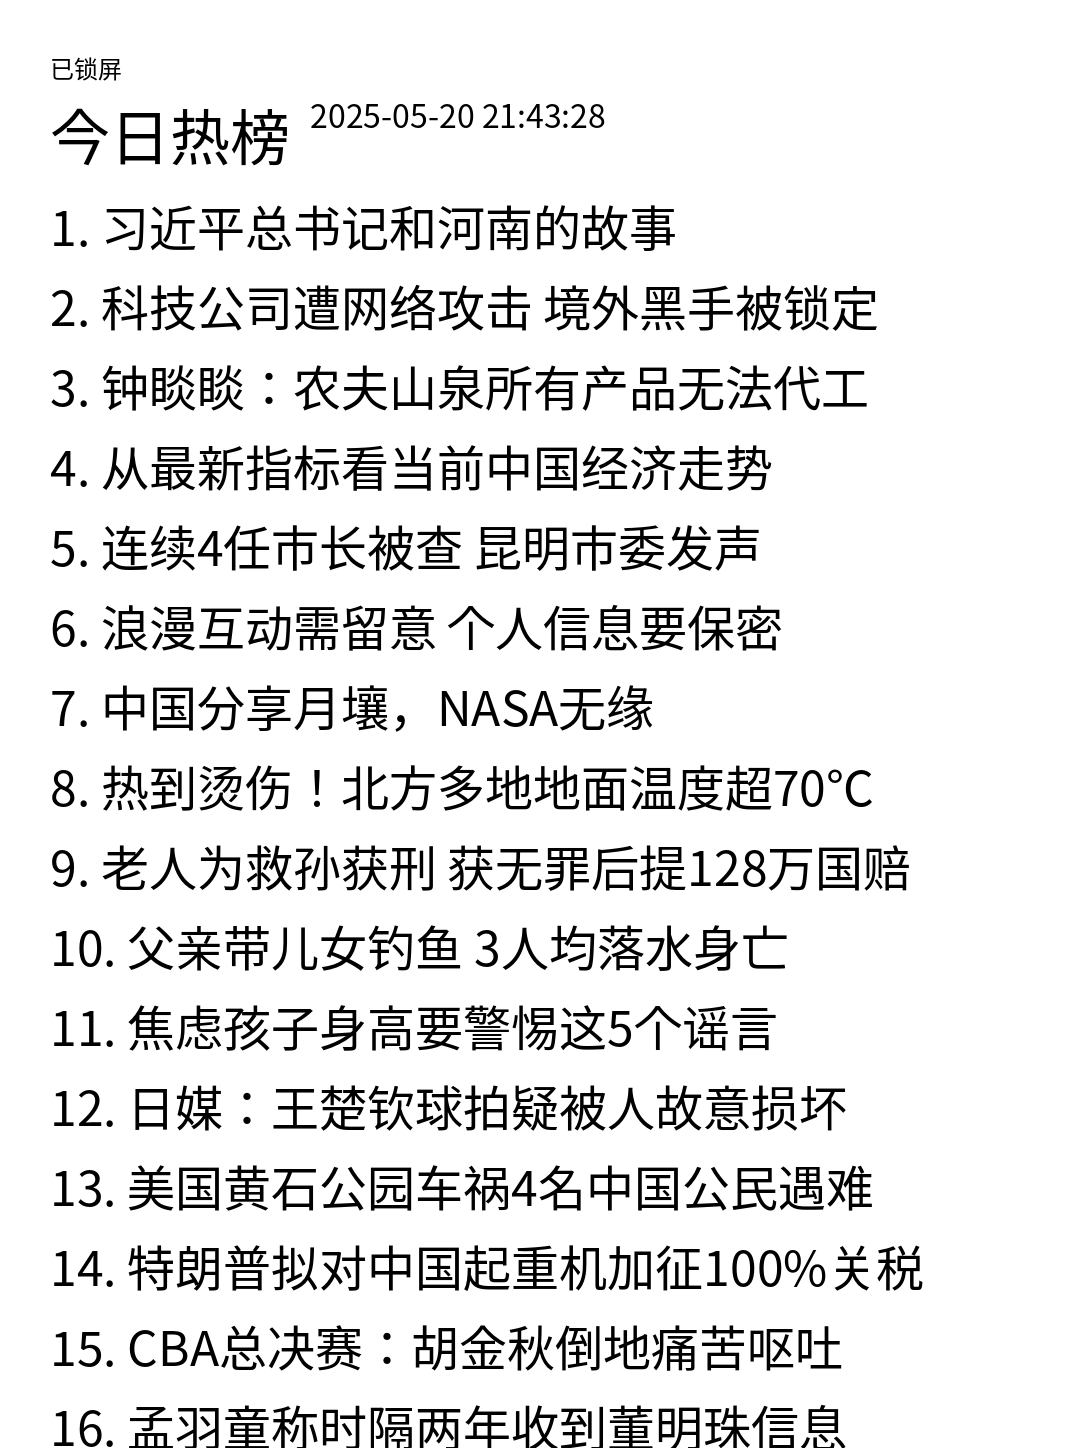 已锁屏
今日热榜 2025-05-20 21:43:28
1. 习近平总书记和河南的故事
2. 科技公司遭网络攻击 境外黑手被锁定
3. 钟睒睒：农夫山泉所有产品无法代工
4. 从最新指标看当前中国经济走势
5. 连续4任市长被查 昆明市委发声
6. 浪漫互动需留意 个人信息要保密
7. 中国分享月壤，NASA无缘
8. 热到烫伤！北方多地地面温度超70℃
9. 老人为救孙获刑 获无罪后提128万国赔
10. 父亲带儿女钓鱼 3人均落水身亡
11. 焦虑孩子身高要警惕这5个谣言
12. 日媒：王楚钦球拍疑被人故意损坏
13. 美国黄石公园车祸4名中国公民遇难
14. 特朗普拟对中国起重机加征100%关税
15. CBA总决赛：胡金秋倒地痛苦呕吐
16. 孟羽童称时隔两年收到董明珠信息